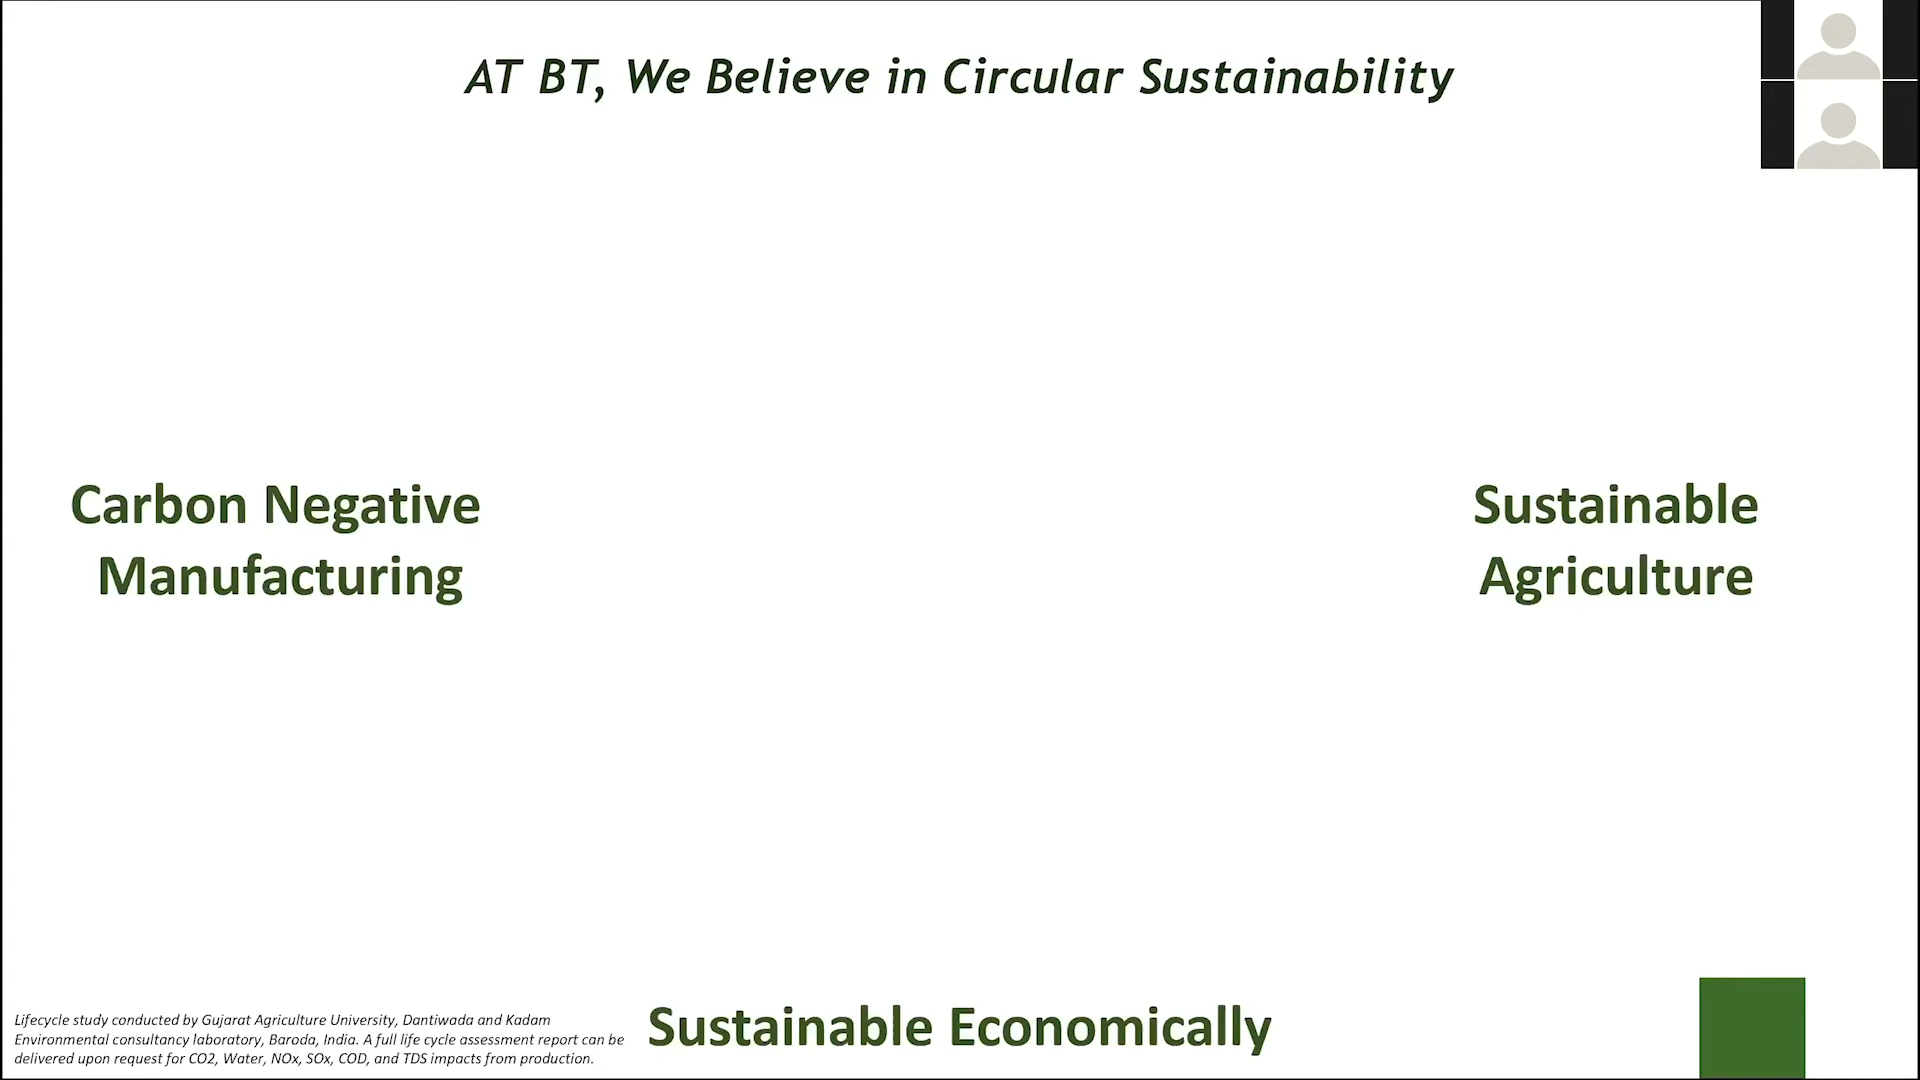 AT BT, We Believe in Circular Sustainability
Carbon Negative
Manufacturing
Sustainable
Agriculture
Sustainable Economically
Lifecycle study conducted by Gujarat Agriculture University, Dantiwada and Kadam
Environmental consultancy laboratory, Baroda, India. A full life cycle assessment report can be
delivered upon request for CO2, Water, NOx, SOx, COD, and TDS impacts from production.